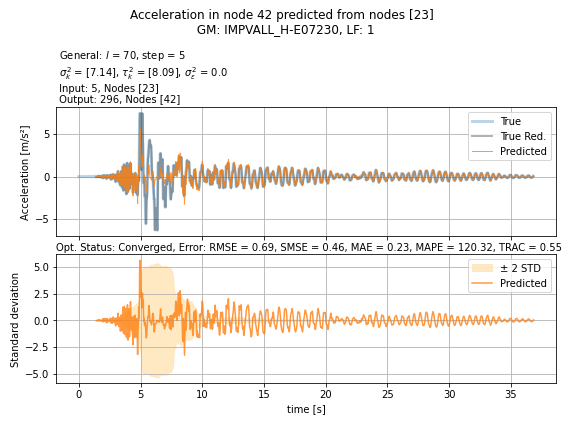 Acceleration in node 42 predicted from nodes [23]
GM: IMPVALL_H-E07230, LF: 1
General: l = 70, step = 5
σ²ₖ = [7.14], τ²ₖ = [8.09], σ²ₑ = 0.0
Input: 5, Nodes [23]
Output: 296, Nodes [42]
Acceleration [m/s²]
5
0
−5
True
True Red.
Predicted
Opt. Status: Converged, Error: RMSE = 0.69, SMSE = 0.46, MAE = 0.23, MAPE = 120.32, TRAC = 0.55
Standard deviation
5.0
2.5
0.0
−2.5
−5.0
± 2 STD
Predicted
0 5 10 15 20 25 30 35
time [s]